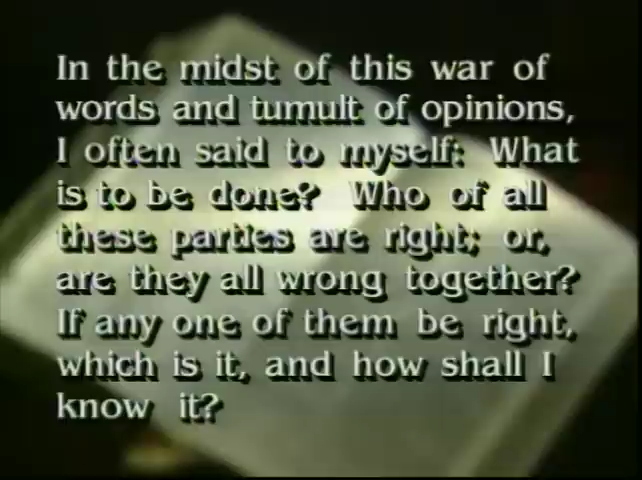 In the midst of this war of
words and tumult of opinions,
I often said to myself: What
is to be done? Who of all
these parties are right; or,
are they all wrong together?
If any one of them be right,
which is it, and how shall I
know it?